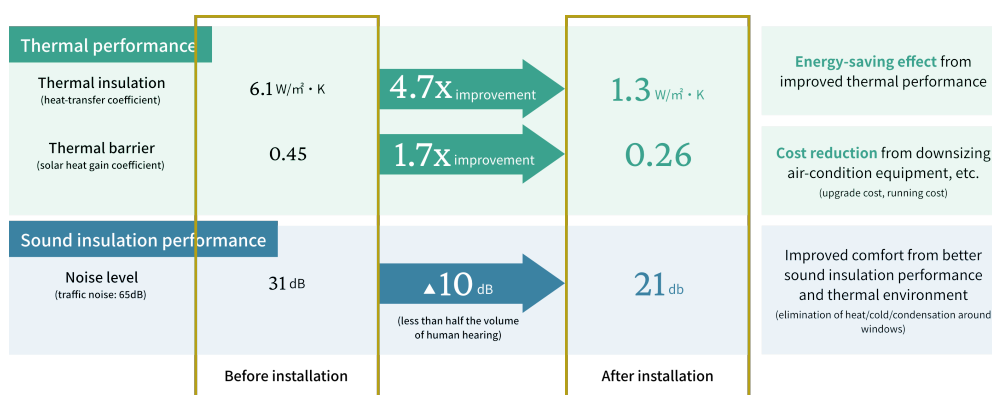 Thermal performance
Thermal insulation
(heat-transfer coefficient)
6.1 W/㎡・K
4.7x improvement
1.3 W/㎡・K
Energy-saving effect from
improved thermal performance
Thermal barrier
(solar heat gain coefficient)
0.45
1.7x improvement
0.26
Cost reduction from downsizing
air-condition equipment, etc.
(upgrade cost, running cost)
Sound insulation performance
Noise level
(traffic noise: 65dB)
31 dB
▲10 dB
(less than half the volume
of human hearing)
21 db
Improved comfort from better
sound insulation performance
and thermal environment
(elimination of heat/cold/condensation around
windows)
Before installation
After installation